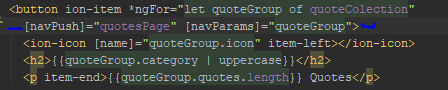 <button ion-item *ngFor="let quoteGroup of quoteColection"
[navPush]="quotesPage" [navParams]="quoteGroup">
<ion-icon [name]="quoteGroup.icon" item-left></ion-icon>
<h2>{{quoteGroup.category | uppercase}}</h2>
<p item-end>{{quoteGroup.quotes.length}} Quotes</p>